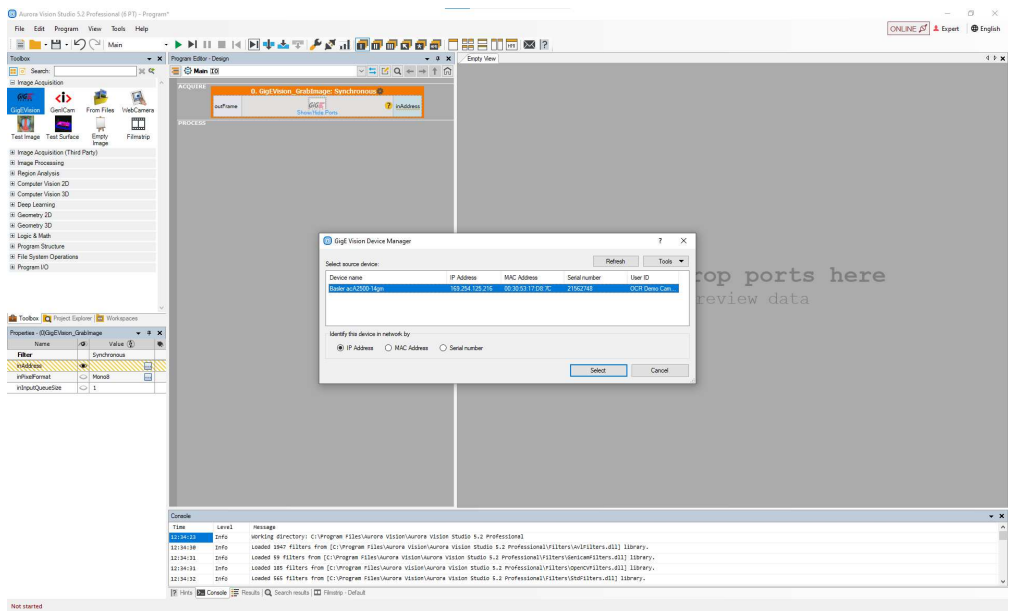 Aurora Vision Studio 5.2 Professional (6 PT) - Program*
File Edit Program View Tools Help
ONLINE Expert English
Main
Toolbox
Program Editor - Design
Empty View
Search:
Main IO
Image Acquisition
ACQUIRE
0. GigEVision_GrabImage: Synchronous
outFrame
inAddress
Show/Hide Ports
GigEVision GenICam From Files WebCamera
PROCESS
Test Image Test Surface Empty Image Filmstrip
Image Acquisition (Third Party)
Image Processing
Region Analysis
Computer Vision 2D
Computer Vision 3D
Deep Learning
Geometry 2D
Geometry 3D
Logic & Math
Program Structure
File System Operations
Program I/O
GigE Vision Device Manager
Select source device:
Refresh Tools
Device name IP Address MAC Address Serial number User ID
Basler acA2500-14gm 169.254.125.216 00:30:53:17:D8:7C 21562748 OCR Demo Cam...
rop ports here
review data
Identify this device in network by
IP Address MAC Address Serial number
Select Cancel
Toolbox Project Explorer Workspaces
Properties - (0)GigEVision_GrabImage
Name Value
Filter Synchronous
inAddress
inPixelFormat Mono8
inInputQueueSize 1
Console
Time Level Message
12:34:33 Info Working directory: C:\Program Files\Aurora Vision\Aurora Vision Studio 5.2 Professional
12:34:30 Info Loaded 1947 filters from [C:\Program Files\Aurora Vision\Aurora Vision Studio 5.2 Professional\Filters\AvlFilters.dll] library.
12:34:31 Info Loaded 59 filters from [C:\Program Files\Aurora Vision\Aurora Vision Studio 5.2 Professional\Filters\GenicamFilters.dll] library.
12:34:31 Info Loaded 185 filters from [C:\Program Files\Aurora Vision\Aurora Vision Studio 5.2 Professional\Filters\OpenCVFilters.dll] library.
12:34:32 Info Loaded 565 filters from [C:\Program Files\Aurora Vision\Aurora Vision Studio 5.2 Professional\Filters\StdFilters.dll] library.
Hints Console Results Search results Filmstrip - Default
Not started